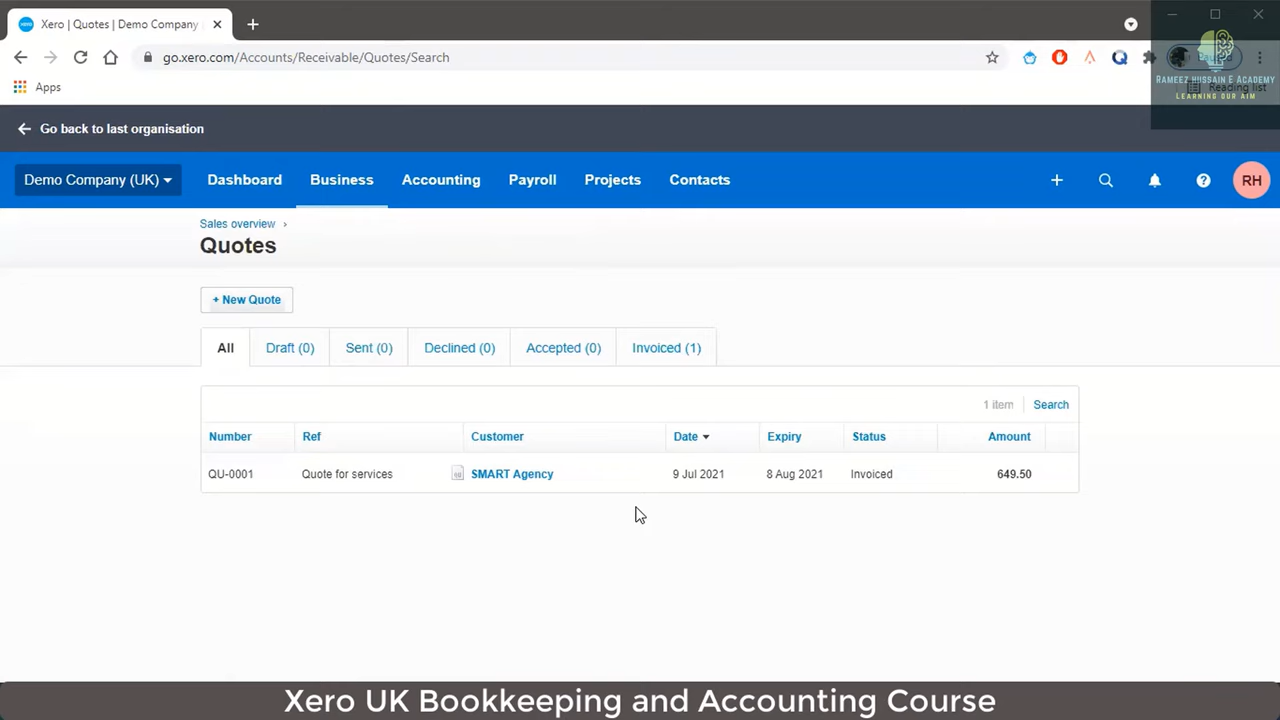 Xero | Quotes | Demo Company
go.xero.com/Accounts/Receivable/Quotes/Search
Apps
Reading list
RAMEEZ HUSSAIN E ACADEMY
LEARNING OUR AIM
Go back to last organisation
Demo Company (UK) Dashboard Business Accounting Payroll Projects Contacts RH
Sales overview ›
Quotes
+ New Quote
All Draft (0) Sent (0) Declined (0) Accepted (0) Invoiced (1)
1 item Search
Number Ref Customer Date Expiry Status Amount
QU-0001 Quote for services SMART Agency 9 Jul 2021 8 Aug 2021 Invoiced 649.50
Xero UK Bookkeeping and Accounting Course